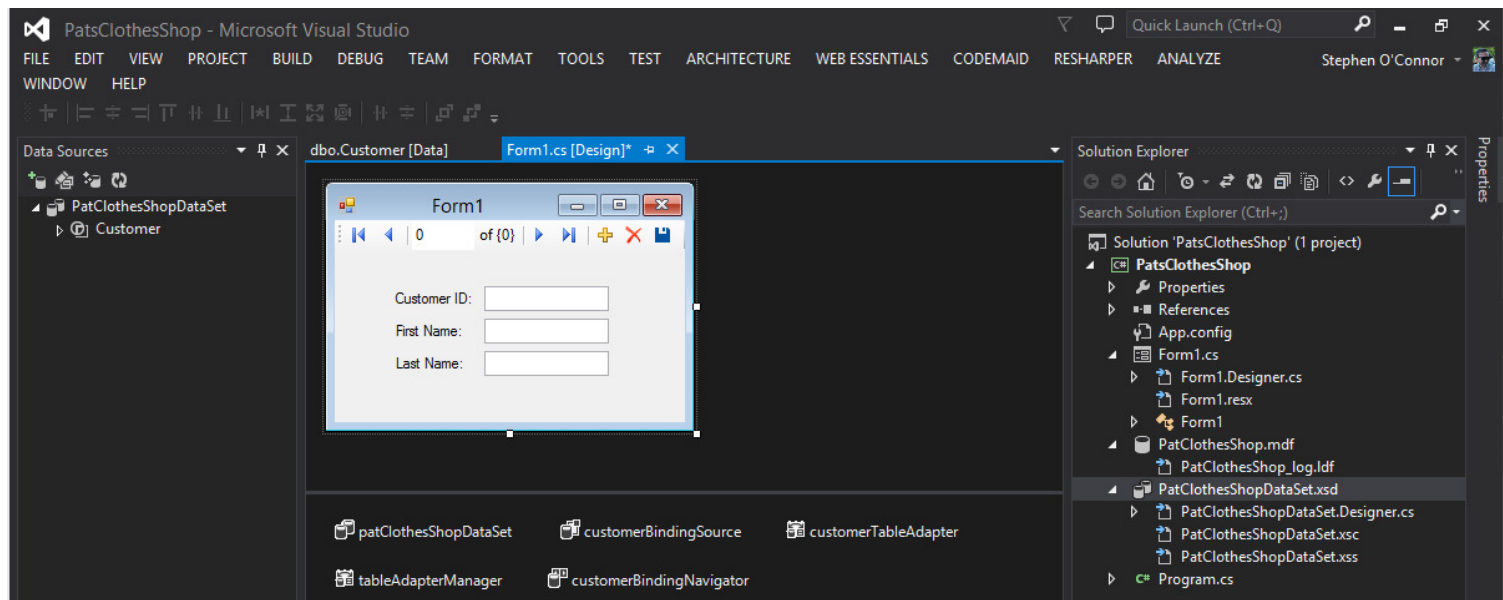 PatsClothesShop - Microsoft Visual Studio
Quick Launch (Ctrl+Q)
FILE EDIT VIEW PROJECT BUILD DEBUG TEAM FORMAT TOOLS TEST ARCHITECTURE WEB ESSENTIALS CODEMAID RESHARPER ANALYZE
Stephen O'Connor
WINDOW HELP
Data Sources
PatClothesShopDataSet
Customer
dbo.Customer [Data]
Form1.cs [Design]*
Form1
0 of {0}
Customer ID:
First Name:
Last Name:
patClothesShopDataSet
customerBindingSource
customerTableAdapter
tableAdapterManager
customerBindingNavigator
Solution Explorer
Search Solution Explorer (Ctrl+;)
Solution 'PatsClothesShop' (1 project)
C# PatsClothesShop
Properties
References
App.config
Form1.cs
Form1.Designer.cs
Form1.resx
Form1
PatClothesShop.mdf
PatClothesShop_log.ldf
PatClothesShopDataSet.xsd
PatClothesShopDataSet.Designer.cs
PatClothesShopDataSet.xsc
PatClothesShopDataSet.xss
C# Program.cs
Properties